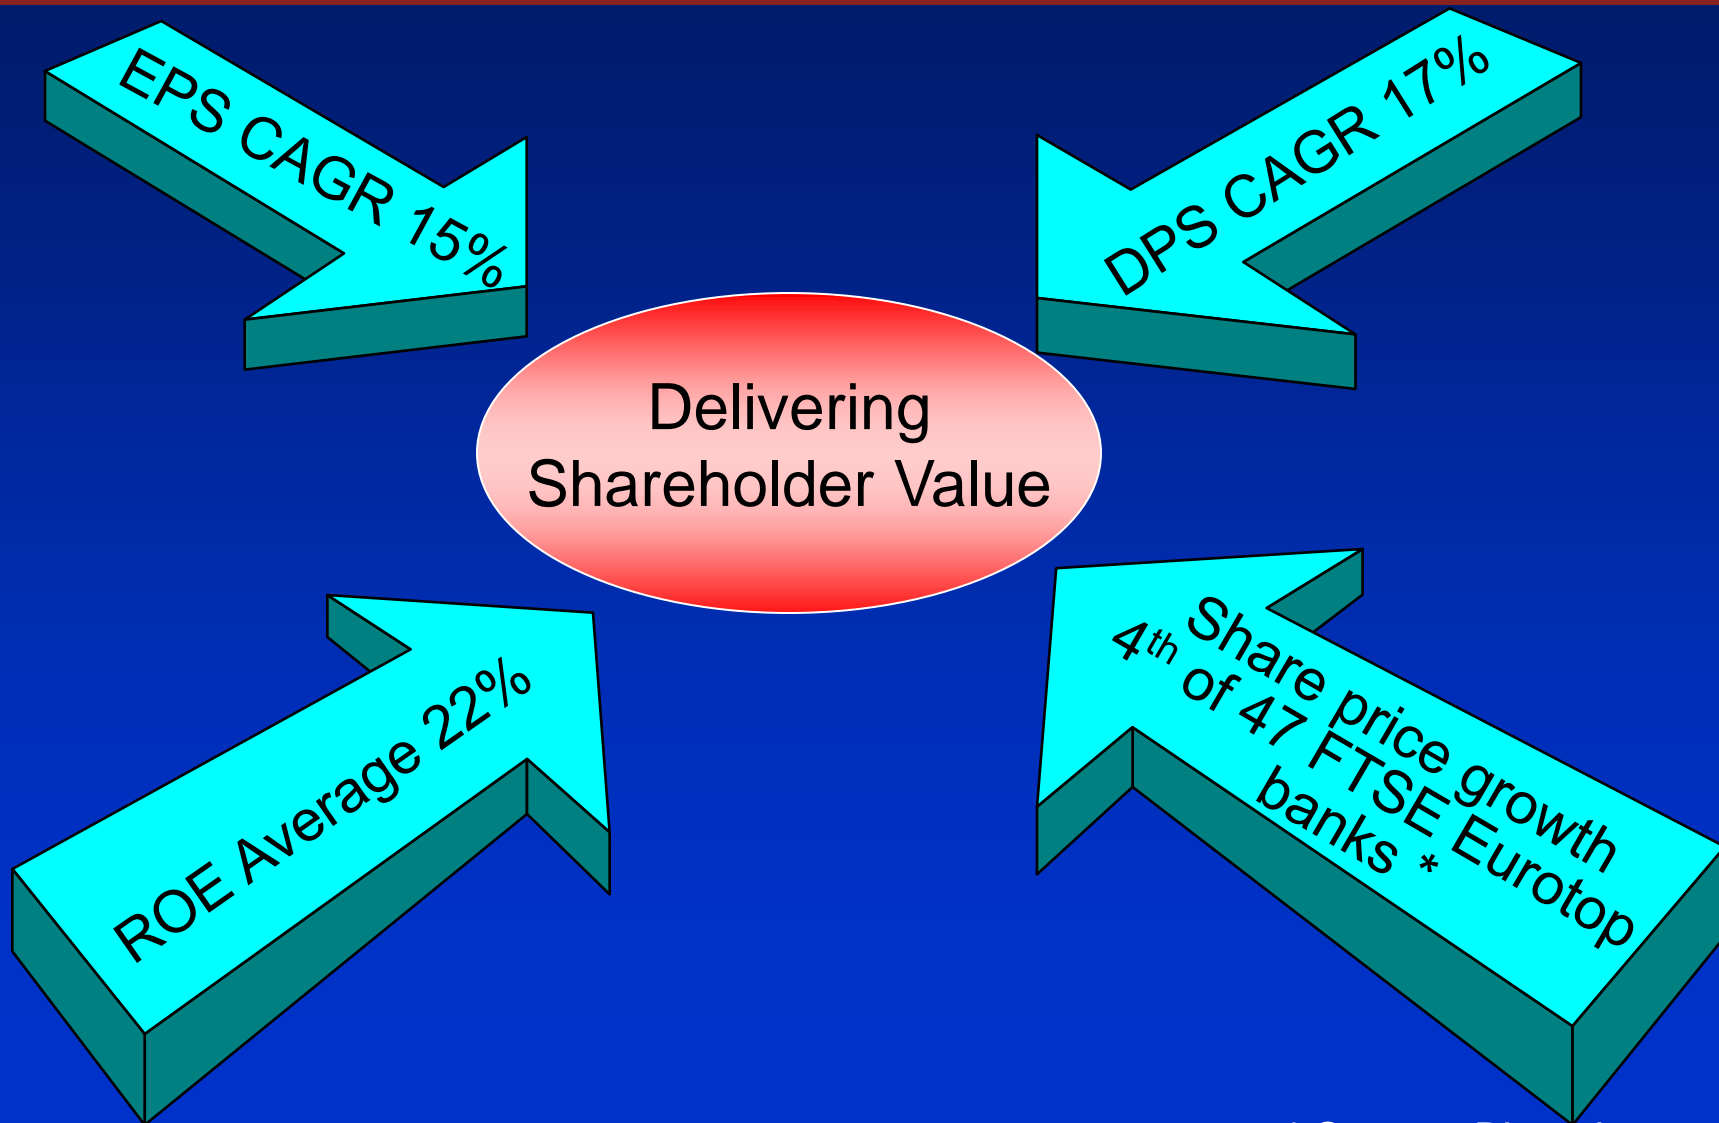 EPS CAGR 15%
DPS CAGR 17%
Delivering
Shareholder Value
ROE Average 22%
Share price growth
4th of 47 FTSE Eurotop
banks *